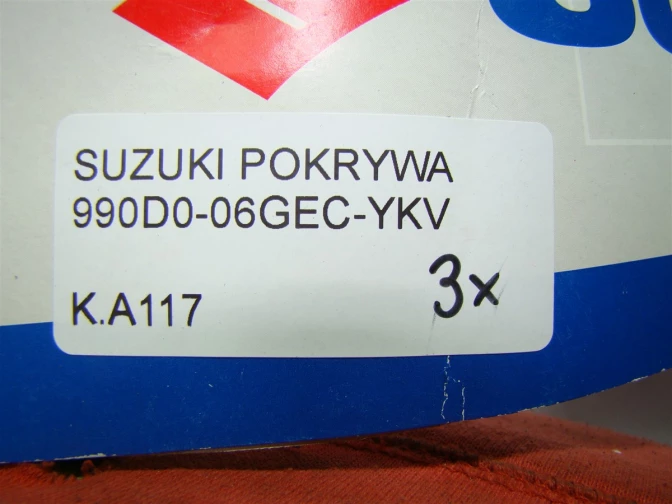 SUZUKI POKRYWA
990D0-06GEC-YKV
K.A117
3x